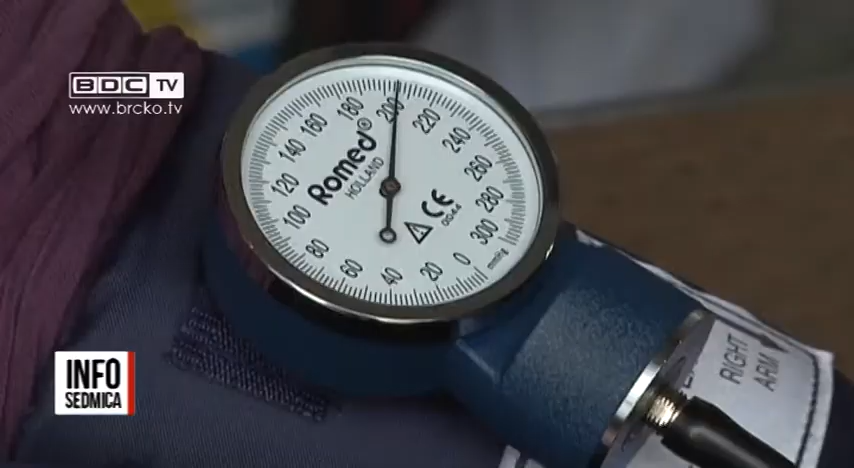 BDC TV
www.brcko.tv
INFO
SEDMICA
0
20
40
60
80
100
120
140
160
180
200
220
240
260
280
300
mmHg
Romed®
HOLLAND
CE
0044
RIGHT
ARM